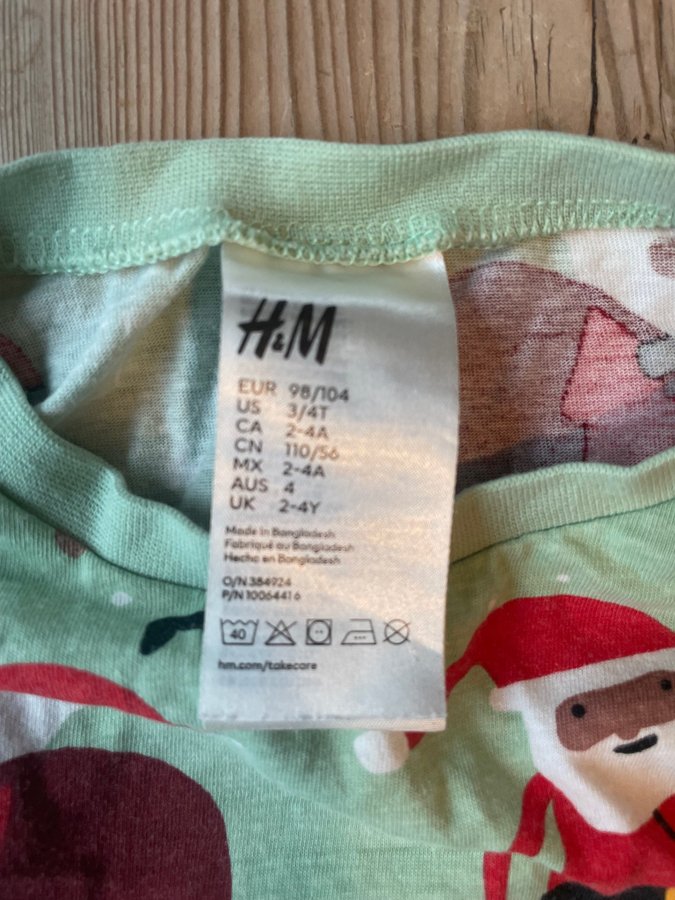 H&M
EUR 98/104
US 3/4T
CA 2-4A
CN 110/56
MX 2-4A
AUS 4
UK 2-4Y
Made in Bangladesh
Fabriqué au Bangladesh
Hecho en Bangladesh
O/N 384924
P/N 10064416
40
hm.com/takecare